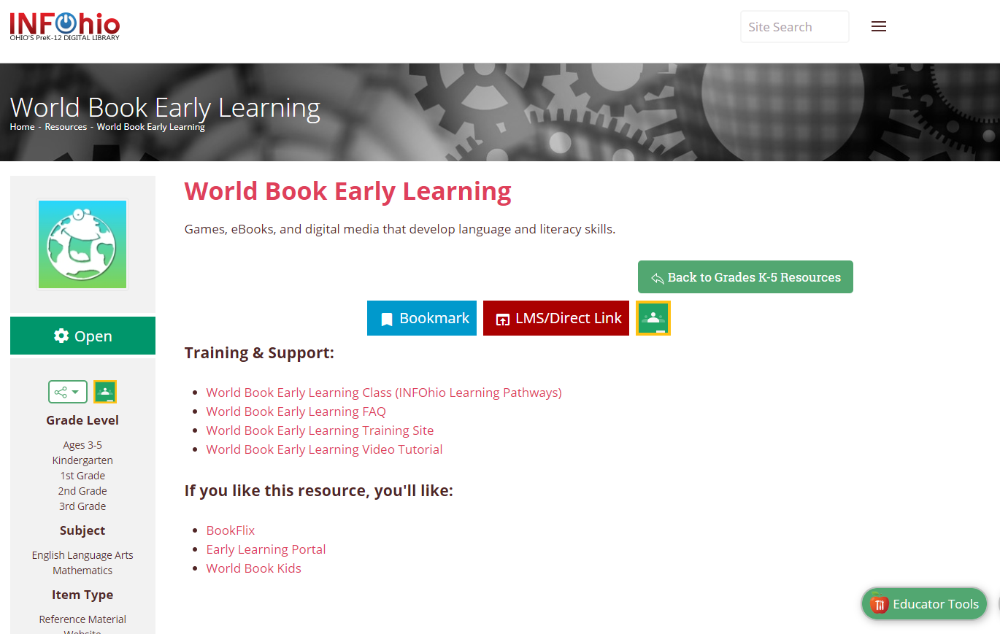 INFOhio
OHIO'S PreK-12 DIGITAL LIBRARY
Site Search
World Book Early Learning
Home - Resources - World Book Early Learning
World Book Early Learning
Games, eBooks, and digital media that develop language and literacy skills.
Back to Grades K-5 Resources
Bookmark
LMS/Direct Link
Open
Training & Support:
World Book Early Learning Class (INFOhio Learning Pathways)
World Book Early Learning FAQ
World Book Early Learning Training Site
World Book Early Learning Video Tutorial
If you like this resource, you'll like:
BookFlix
Early Learning Portal
World Book Kids
Grade Level
Ages 3-5
Kindergarten
1st Grade
2nd Grade
3rd Grade
Subject
English Language Arts
Mathematics
Item Type
Reference Material
Website
Educator Tools